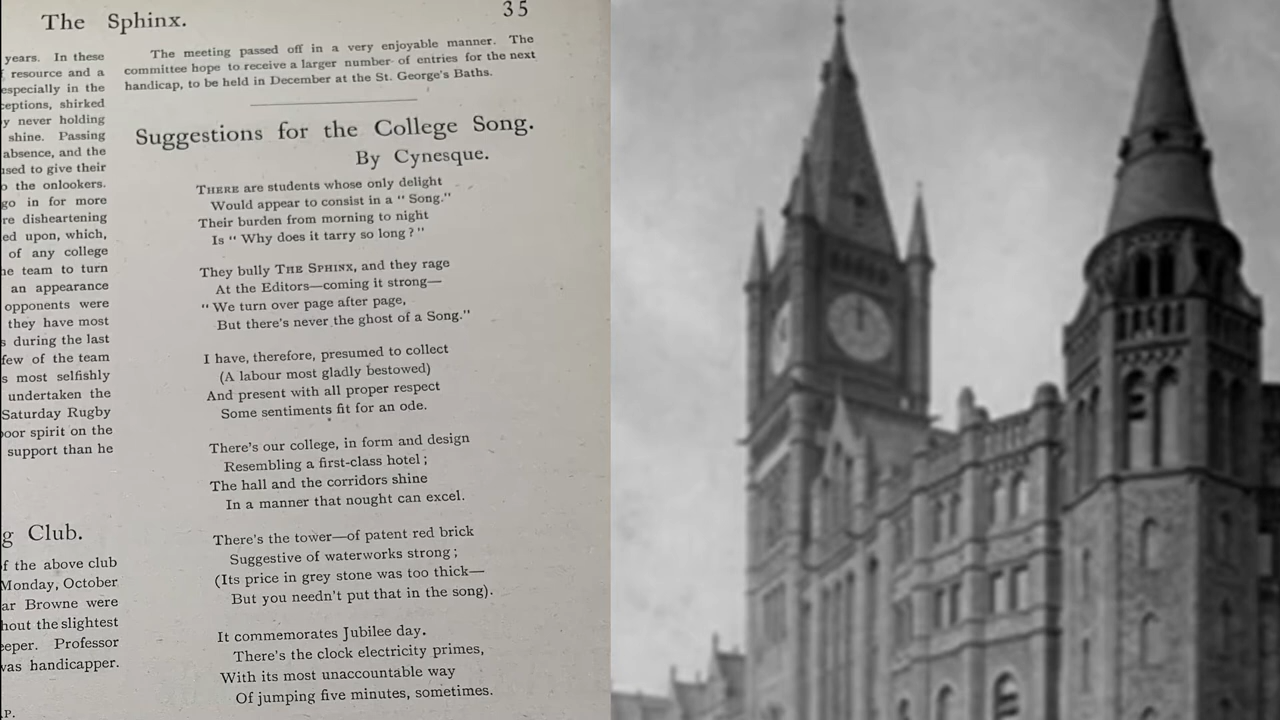 The Sphinx.
35
years. In these
resource and a
especially in the
ceptions, shirked
y never holding
shine. Passing
absence, and the
used to give their
the onlookers.
go in for more
re disheartening
ed upon, which,
of any college
he team to turn
an appearance
opponents were
they have most
s during the last
few of the team
s most selfishly
undertaken the
Saturday Rugby
poor spirit on the
support than he
g Club.
of the above club
Monday, October
ar Browne were
hout the slightest
eeper. Professor
was handicapper.
P.
The meeting passed off in a very enjoyable manner. The
committee hope to receive a larger number of entries for the next
handicap, to be held in December at the St. George's Baths.
Suggestions for the College Song.
By Cynesque.
THERE are students whose only delight
Would appear to consist in a "Song."
Their burden from morning to night
Is "Why does it tarry so long?"
They bully THE SPHINX, and they rage
At the Editors—coming it strong—
"We turn over page after page,
But there's never the ghost of a Song."
I have, therefore, presumed to collect
(A labour most gladly bestowed)
And present with all proper respect
Some sentiments fit for an ode.
There's our college, in form and design
Resembling a first-class hotel;
The hall and the corridors shine
In a manner that nought can excel.
There's the tower—of patent red brick
Suggestive of waterworks strong;
(Its price in grey stone was too thick—
But you needn't put that in the song).
It commemorates Jubilee day.
There's the clock electricity primes,
With its most unaccountable way
Of jumping five minutes, sometimes.